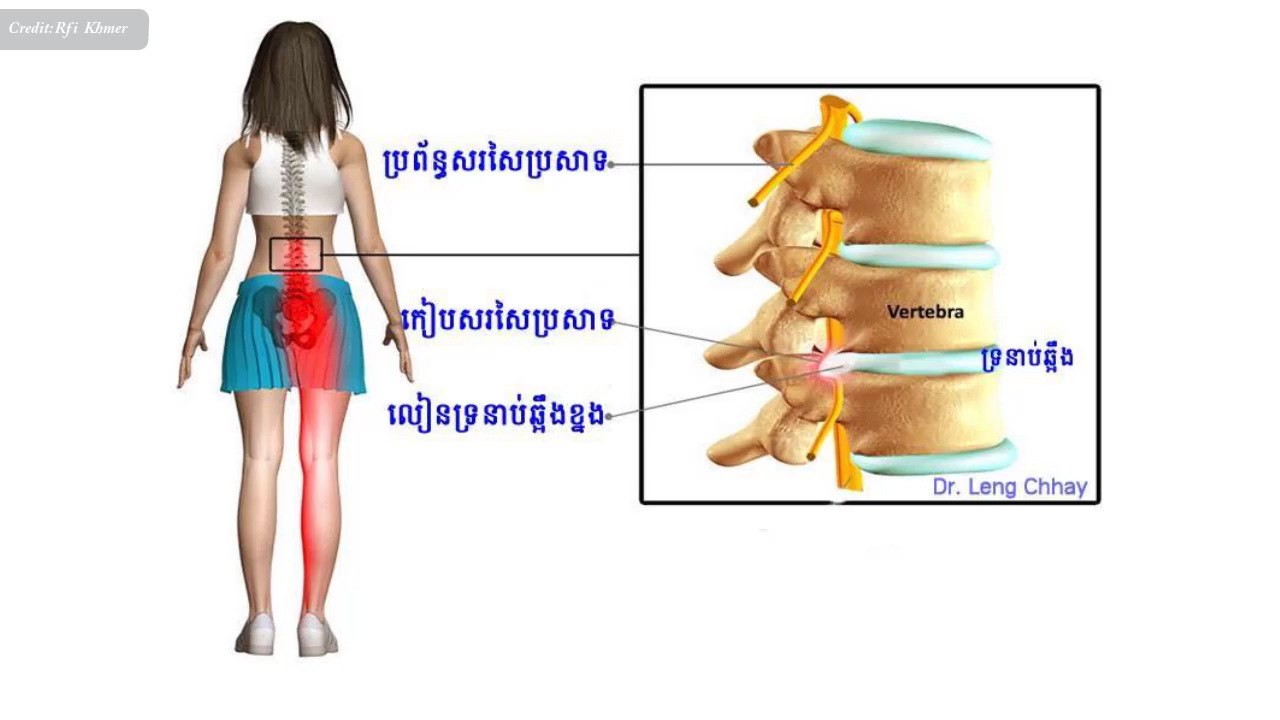 Credit:Rfi Khmer
ប្រព័ន្ធសរសៃប្រសាទ
កៀបសរសៃប្រសាទ
លៀនទ្រនាប់ឆ្អឹងខ្នង
Vertebra
ទ្រនាប់ឆ្អឹង
Dr. Leng Chhay